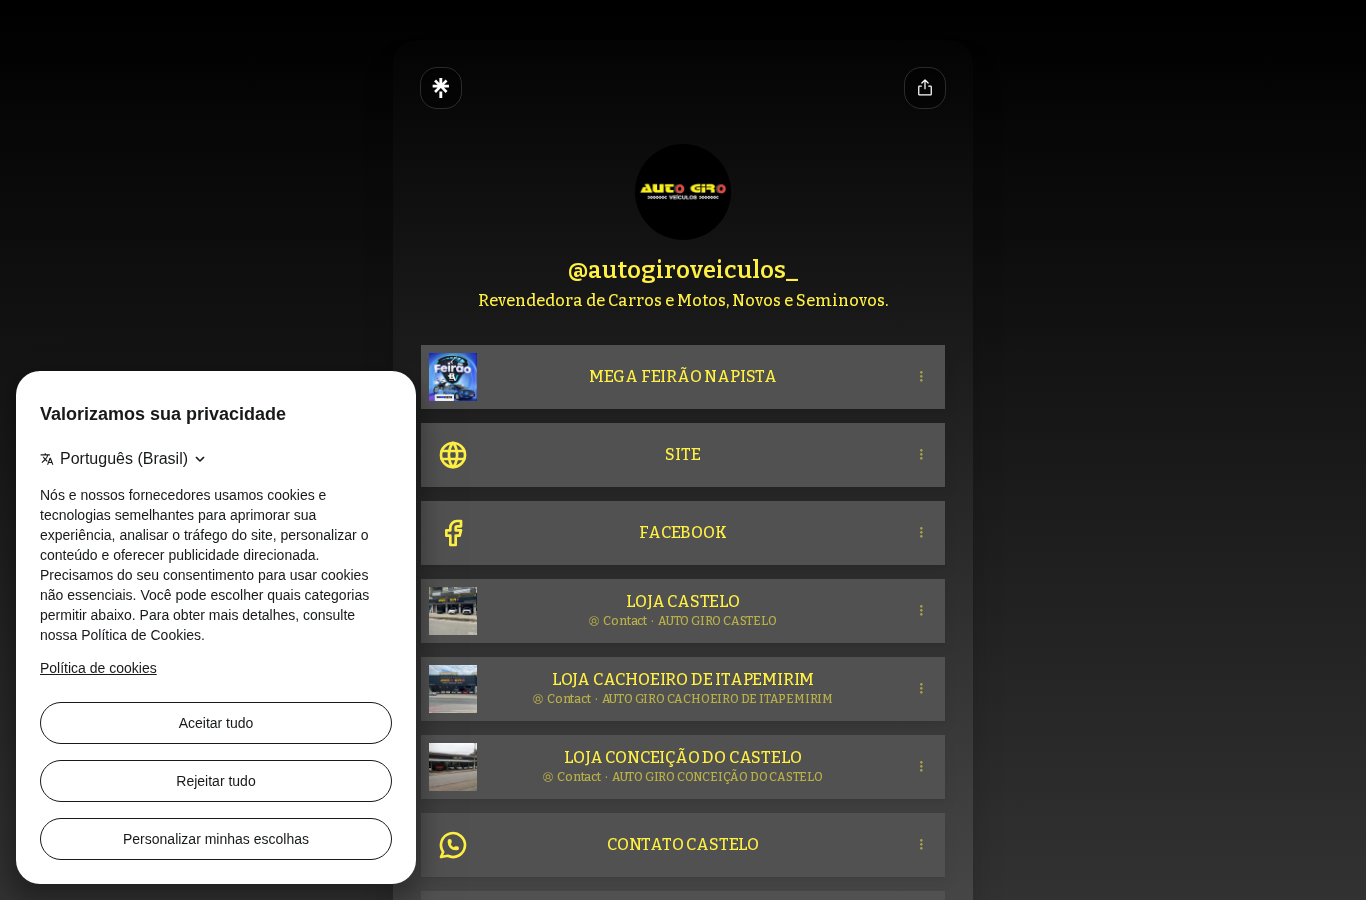 AUTO GIRO
VEÍCULOS
@autogiroveiculos_
Revendedora de Carros e Motos, Novos e Seminovos.
Feirão
MEGA FEIRÃO NAPISTA
SITE
FACEBOOK
LOJA CASTELO
Contact · AUTO GIRO CASTELO
LOJA CACHOEIRO DE ITAPEMIRIM
Contact · AUTO GIRO CACHOEIRO DE ITAPEMIRIM
LOJA CONCEIÇÃO DO CASTELO
Contact · AUTO GIRO CONCEIÇÃO DO CASTELO
CONTATO CASTELO
Valorizamos sua privacidade
Português (Brasil)
Nós e nossos fornecedores usamos cookies e
tecnologias semelhantes para aprimorar sua
experiência, analisar o tráfego do site, personalizar o
conteúdo e oferecer publicidade direcionada.
Precisamos do seu consentimento para usar cookies
não essenciais. Você pode escolher quais categorias
permitir abaixo. Para obter mais detalhes, consulte
nossa Política de Cookies.
Política de cookies
Aceitar tudo
Rejeitar tudo
Personalizar minhas escolhas